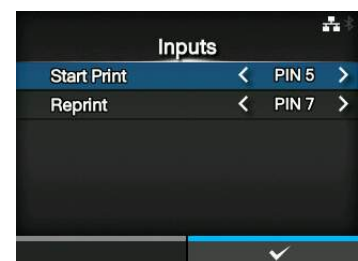 Inputs
Start Print < PIN 5 >
Reprint < PIN 7 >